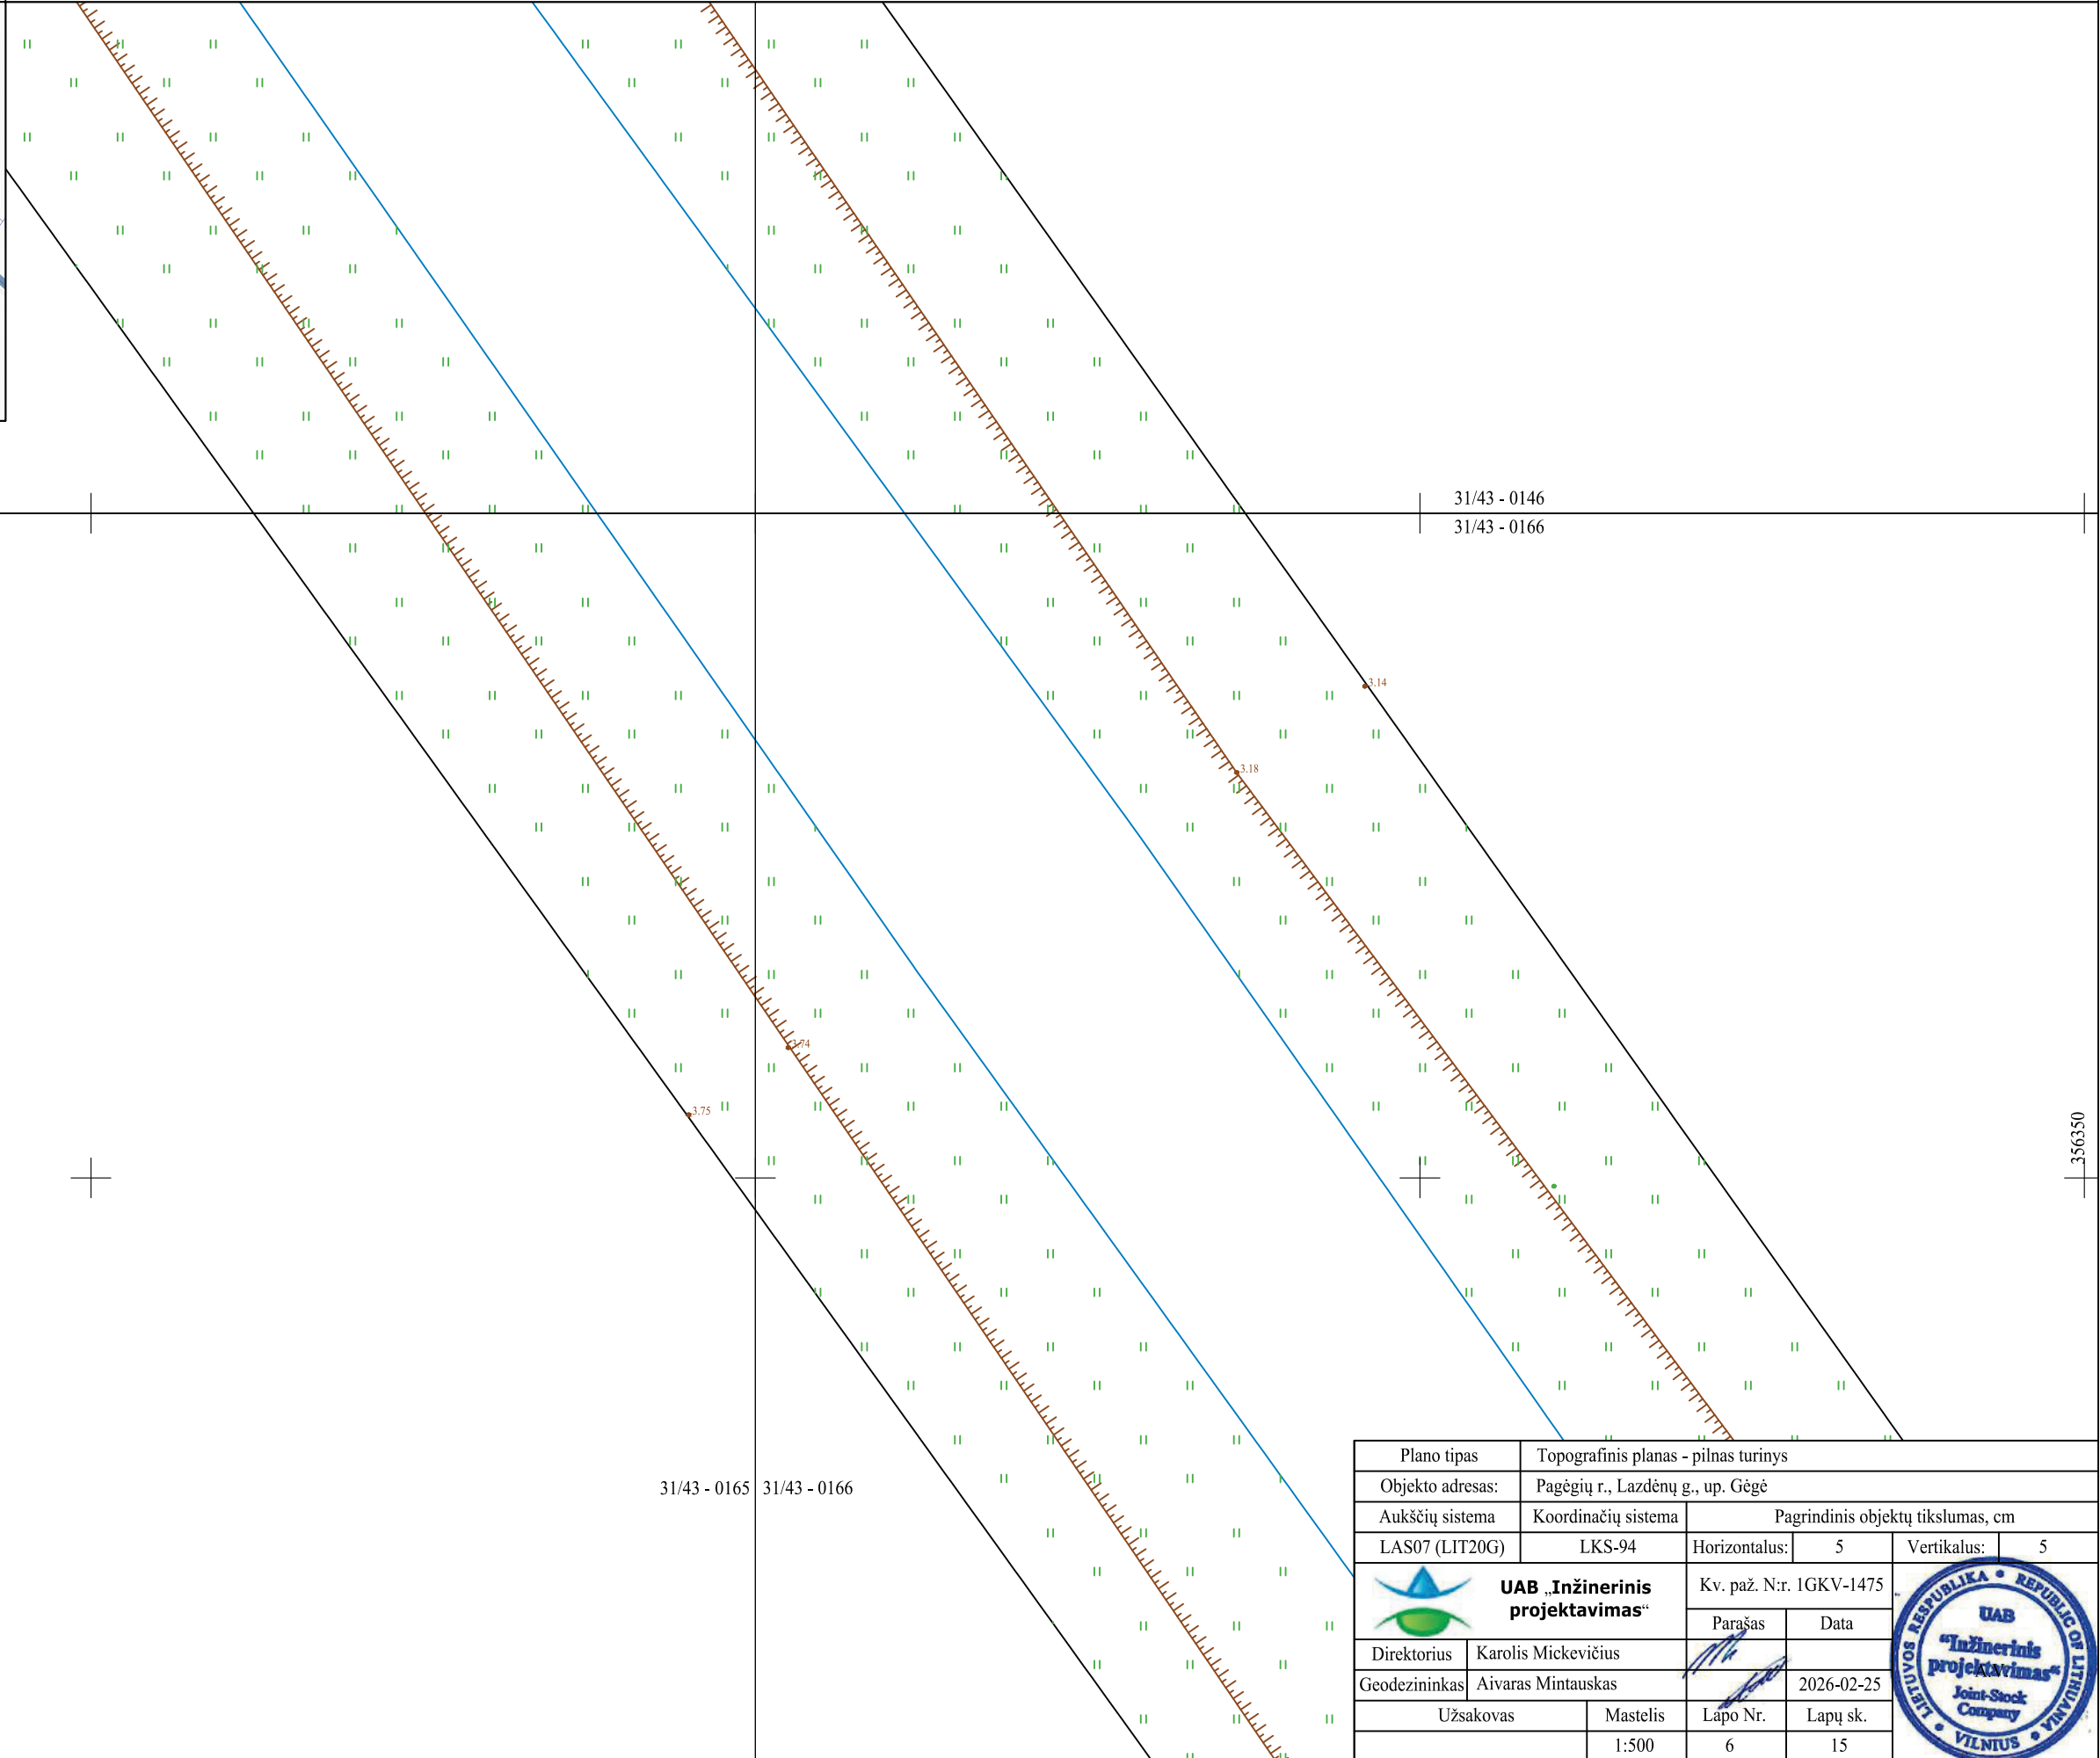 31/43 - 0146
31/43 - 0166
3.14
3.18
3.74
3.75
356350
31/43 - 0165 31/43 - 0166
Plano tipas Topografinis planas - pilnas turinys
Objekto adresas: Pagėgių r., Lazdėnų g., up. Gėgė
Aukščių sistema Koordinačių sistema Pagrindinis objektų tikslumas, cm
LAS07 (LIT20G) LKS-94 Horizontalus: 5 Vertikalus: 5
UAB „Inžinerinis
projektavimas“
Kv. paž. N:r. 1GKV-1475
Parašas Data
Direktorius Karolis Mickevičius
Geodezininkas Aivaras Mintauskas 2026-02-25
Užsakovas Mastelis Lapo Nr. Lapų sk.
1:500 6 15
LIETUVOS RESPUBLIKA • REPUBLIC OF LITHUANIA • VILNIUS •
UAB
“Inžinerinis
projektavimas“
A.V.
Joint-Stock
Company